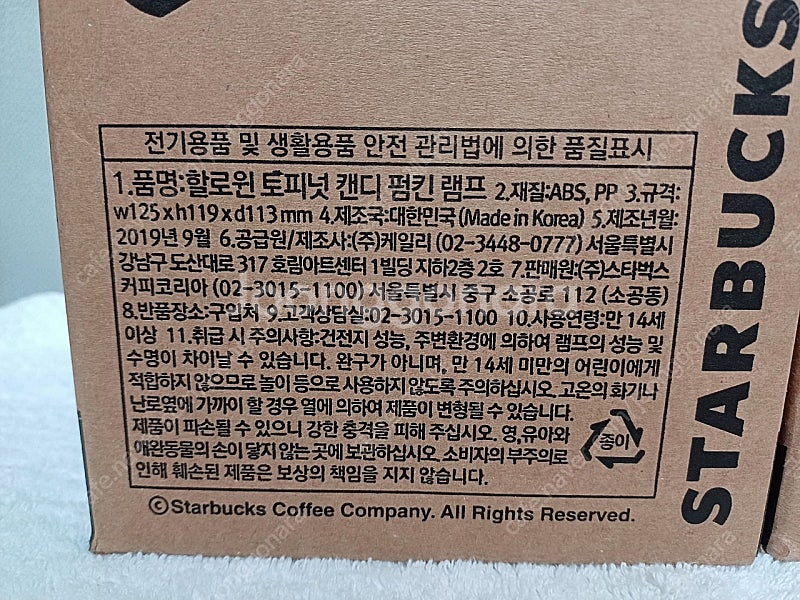 전기용품 및 생활용품 안전 관리법에 의한 품질표시
1.품명:할로윈 토피넛 캔디 펌킨 램프 2.재질:ABS, PP 3.규격:
w125 x h119 x d113 mm 4.제조국:대한민국 (Made in Korea) 5.제조년월:
2019년 9월 6.공급원/제조사:(주)케일리 (02-3448-0777) 서울특별시
강남구 도산대로 317 호림아트센터 1빌딩 지하2층 2호 7.판매원:(주)스타벅스
커피코리아 (02-3015-1100) 서울특별시 중구 소공로 112 (소공동)
8.반품장소:구입처 9.고객상담실:02-3015-1100 10.사용연령:만 14세
이상 11.취급 시 주의사항:건전지 성능, 주변환경에 의하여 램프의 성능 및
수명이 차이날 수 있습니다. 완구가 아니며, 만 14세 미만의 어린이에게
적합하지 않으므로 놀이 등으로 사용하지 않도록 주의하십시오. 고온의 화기나
난로옆에 가까이 할 경우 열에 의하여 제품이 변형될 수 있습니다.
제품이 파손될 수 있으니 강한 충격을 피해 주십시오. 영,유아와
애완동물의 손이 닿지 않는 곳에 보관하십시오. 소비자의 부주의로
인해 훼손된 제품은 보상의 책임을 지지 않습니다.
종이
ⓒStarbucks Coffee Company. All Rights Reserved.
STARBUCKS